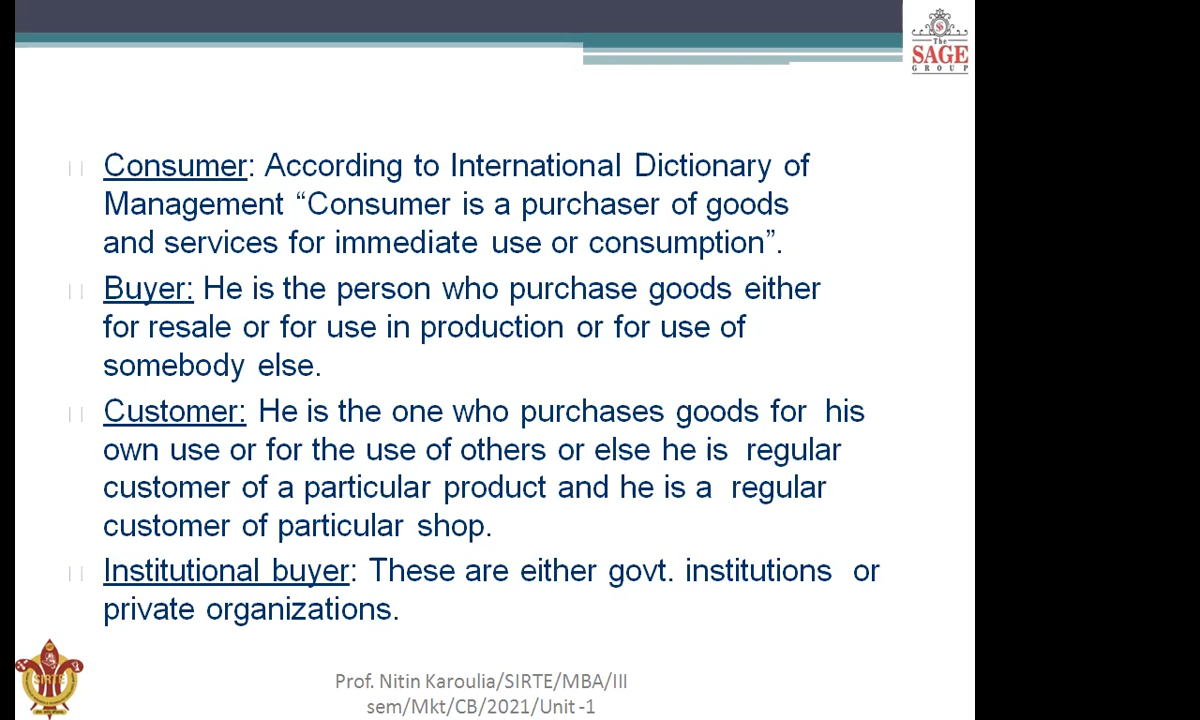 The
SAGE
GROUP
Consumer: According to International Dictionary of
Management “Consumer is a purchaser of goods
and services for immediate use or consumption”.
Buyer: He is the person who purchase goods either
for resale or for use in production or for use of
somebody else.
Customer: He is the one who purchases goods for his
own use or for the use of others or else he is regular
customer of a particular product and he is a regular
customer of particular shop.
Institutional buyer: These are either govt. institutions or
private organizations.
SIRTE
Prof. Nitin Karoulia/SIRTE/MBA/III
sem/Mkt/CB/2021/Unit -1